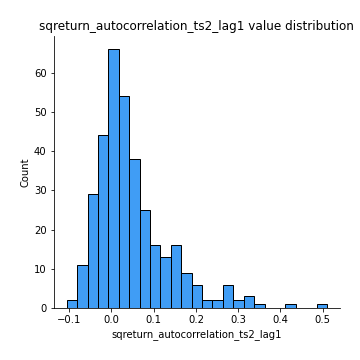 sqreturn_autocorrelation_ts2_lag1 value distribution
60
50
40
30
20
10
0
Count
−0.1 0.0 0.1 0.2 0.3 0.4 0.5
sqreturn_autocorrelation_ts2_lag1